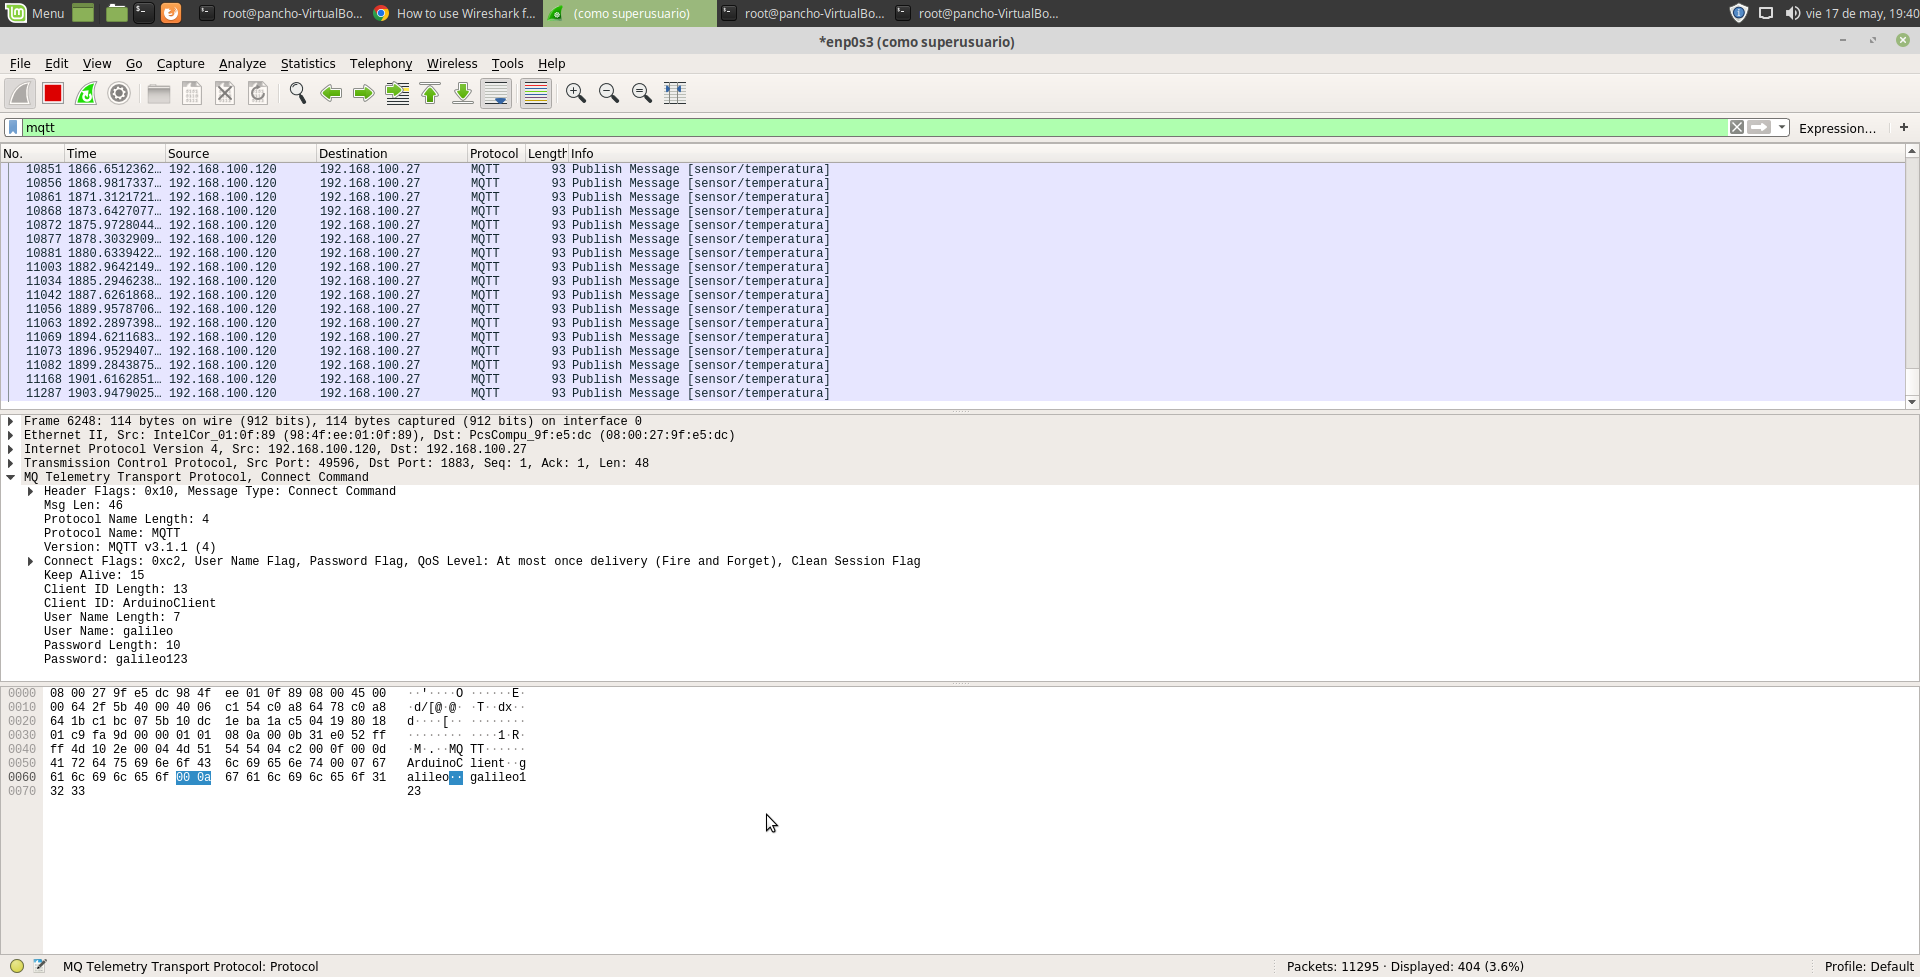 Menu root@pancho-VirtualBo... How to use Wireshark f... (como superusuario) root@pancho-VirtualBo... root@pancho-VirtualBo... vie 17 de may, 19:40
*enp0s3 (como superusuario)
File Edit View Go Capture Analyze Statistics Telephony Wireless Tools Help
mqtt Expression... +
No. Time Source Destination Protocol Length Info
10851 1866.6512362... 192.168.100.120 192.168.100.27 MQTT 93 Publish Message [sensor/temperatura]
10856 1868.9817337... 192.168.100.120 192.168.100.27 MQTT 93 Publish Message [sensor/temperatura]
10861 1871.3121721... 192.168.100.120 192.168.100.27 MQTT 93 Publish Message [sensor/temperatura]
10868 1873.6427077... 192.168.100.120 192.168.100.27 MQTT 93 Publish Message [sensor/temperatura]
10872 1875.9728044... 192.168.100.120 192.168.100.27 MQTT 93 Publish Message [sensor/temperatura]
10877 1878.3032909... 192.168.100.120 192.168.100.27 MQTT 93 Publish Message [sensor/temperatura]
10881 1880.6339422... 192.168.100.120 192.168.100.27 MQTT 93 Publish Message [sensor/temperatura]
11003 1882.9642149... 192.168.100.120 192.168.100.27 MQTT 93 Publish Message [sensor/temperatura]
11034 1885.2946238... 192.168.100.120 192.168.100.27 MQTT 93 Publish Message [sensor/temperatura]
11042 1887.6261868... 192.168.100.120 192.168.100.27 MQTT 93 Publish Message [sensor/temperatura]
11056 1889.9578706... 192.168.100.120 192.168.100.27 MQTT 93 Publish Message [sensor/temperatura]
11063 1892.2897398... 192.168.100.120 192.168.100.27 MQTT 93 Publish Message [sensor/temperatura]
11069 1894.6211683... 192.168.100.120 192.168.100.27 MQTT 93 Publish Message [sensor/temperatura]
11073 1896.9529407... 192.168.100.120 192.168.100.27 MQTT 93 Publish Message [sensor/temperatura]
11082 1899.2843875... 192.168.100.120 192.168.100.27 MQTT 93 Publish Message [sensor/temperatura]
11168 1901.6162851... 192.168.100.120 192.168.100.27 MQTT 93 Publish Message [sensor/temperatura]
11287 1903.9479025... 192.168.100.120 192.168.100.27 MQTT 93 Publish Message [sensor/temperatura]
Frame 6248: 114 bytes on wire (912 bits), 114 bytes captured (912 bits) on interface 0
Ethernet II, Src: IntelCor_01:0f:89 (98:4f:ee:01:0f:89), Dst: PcsCompu_9f:e5:dc (08:00:27:9f:e5:dc)
Internet Protocol Version 4, Src: 192.168.100.120, Dst: 192.168.100.27
Transmission Control Protocol, Src Port: 49596, Dst Port: 1883, Seq: 1, Ack: 1, Len: 48
MQ Telemetry Transport Protocol, Connect Command
Header Flags: 0x10, Message Type: Connect Command
Msg Len: 46
Protocol Name Length: 4
Protocol Name: MQTT
Version: MQTT v3.1.1 (4)
Connect Flags: 0xc2, User Name Flag, Password Flag, QoS Level: At most once delivery (Fire and Forget), Clean Session Flag
Keep Alive: 15
Client ID Length: 13
Client ID: ArduinoClient
User Name Length: 7
User Name: galileo
Password Length: 10
Password: galileo123
0000 08 00 27 9f e5 dc 98 4f ee 01 0f 89 08 00 45 00 ··'····O ······E·
0010 00 64 2f 5b 40 00 40 06 c1 54 c0 a8 64 78 c0 a8 ·d/[@·@· ·T··dx··
0020 64 1b c1 bc 07 5b 10 dc 1e ba 1a c5 04 19 80 18 d····[·· ········
0030 01 c9 fa 9d 00 00 01 01 08 0a 00 0b 31 e0 52 ff ········ ····1·R·
0040 ff 4d 10 2e 00 04 4d 51 54 54 04 c2 00 0f 00 0d ·M·.··MQ TT······
0050 41 72 64 75 69 6e 6f 43 6c 69 65 6e 74 00 07 67 ArduinoC lient··g
0060 61 6c 69 6c 65 6f 00 0a 67 61 6c 69 6c 65 6f 31 alileo·· galileo1
0070 32 33 23
MQ Telemetry Transport Protocol: Protocol Packets: 11295 · Displayed: 404 (3.6%) Profile: Default